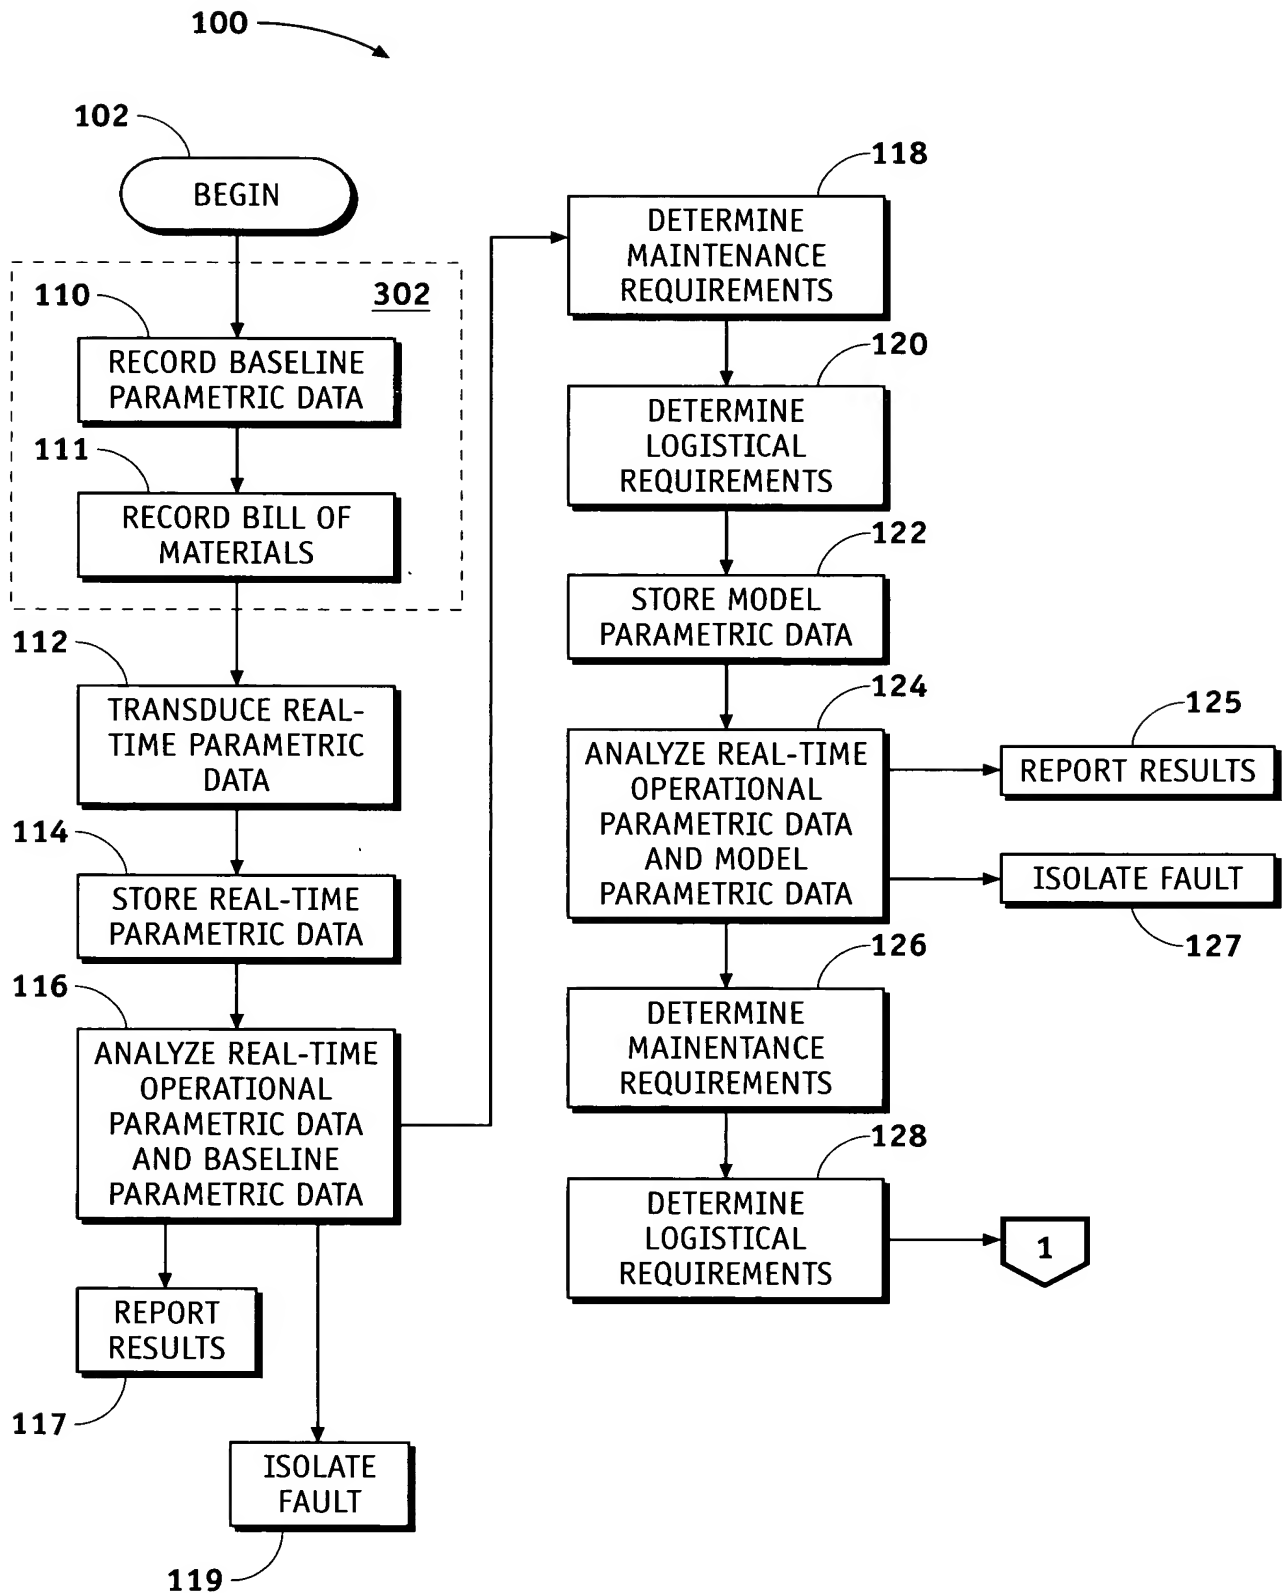 100
102
BEGIN
302
110
RECORD BASELINE
PARAMETRIC DATA
111
RECORD BILL OF
MATERIALS
112
TRANSDUCE REAL-
TIME PARAMETRIC
DATA
114
STORE REAL-TIME
PARAMETRIC DATA
116
ANALYZE REAL-TIME
OPERATIONAL
PARAMETRIC DATA
AND BASELINE
PARAMETRIC DATA
REPORT
RESULTS
117
ISOLATE
FAULT
119
118
DETERMINE
MAINTENANCE
REQUIREMENTS
120
DETERMINE
LOGISTICAL
REQUIREMENTS
122
STORE MODEL
PARAMETRIC DATA
124
ANALYZE REAL-TIME
OPERATIONAL
PARAMETRIC DATA
AND MODEL
PARAMETRIC DATA
125
REPORT RESULTS
ISOLATE FAULT
127
126
DETERMINE
MAINENTANCE
REQUIREMENTS
128
DETERMINE
LOGISTICAL
REQUIREMENTS
1